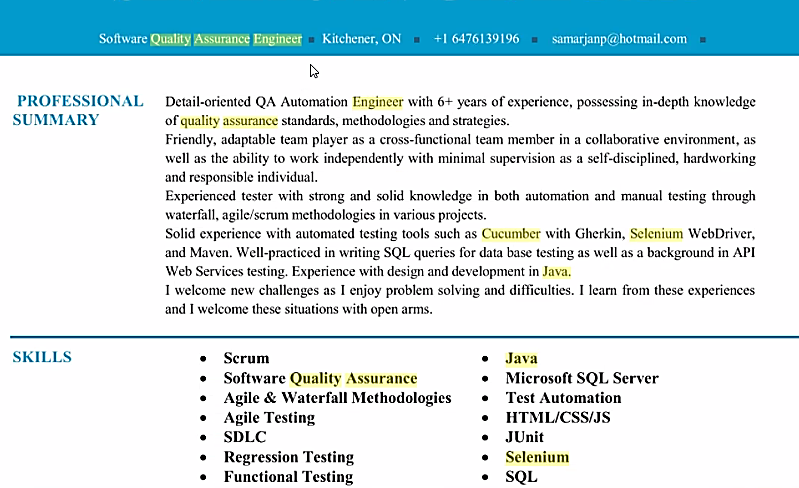 Software Quality Assurance Engineer ▪ Kitchener, ON ▪ +1 6476139196 ▪ samarjanp@hotmail.com ▪
PROFESSIONAL SUMMARY
Detail-oriented QA Automation Engineer with 6+ years of experience, possessing in-depth knowledge
of quality assurance standards, methodologies and strategies.
Friendly, adaptable team player as a cross-functional team member in a collaborative environment, as
well as the ability to work independently with minimal supervision as a self-disciplined, hardworking
and responsible individual.
Experienced tester with strong and solid knowledge in both automation and manual testing through
waterfall, agile/scrum methodologies in various projects.
Solid experience with automated testing tools such as Cucumber with Gherkin, Selenium WebDriver,
and Maven. Well-practiced in writing SQL queries for data base testing as well as a background in API
Web Services testing. Experience with design and development in Java.
I welcome new challenges as I enjoy problem solving and difficulties. I learn from these experiences
and I welcome these situations with open arms.
SKILLS
• Scrum
• Software Quality Assurance
• Agile & Waterfall Methodologies
• Agile Testing
• SDLC
• Regression Testing
• Functional Testing
• Java
• Microsoft SQL Server
• Test Automation
• HTML/CSS/JS
• JUnit
• Selenium
• SQL